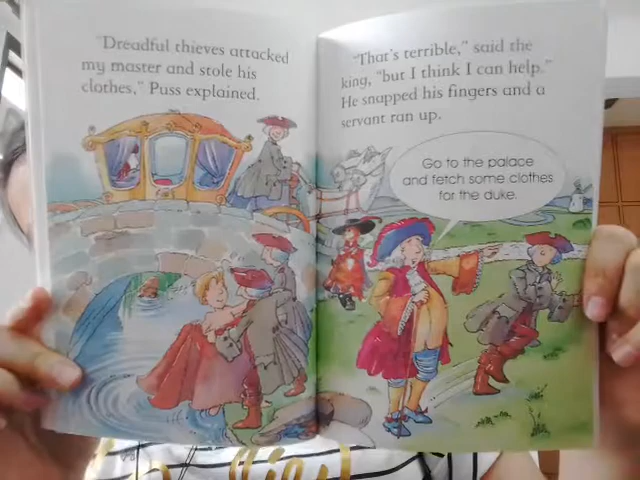 "Dreadful thieves attacked
my master and stole his
clothes," Puss explained.
"That's terrible," said the
king, "but I think I can help."
He snapped his fingers and a
servant ran up.
Go to the palace
and fetch some clothes
for the duke.